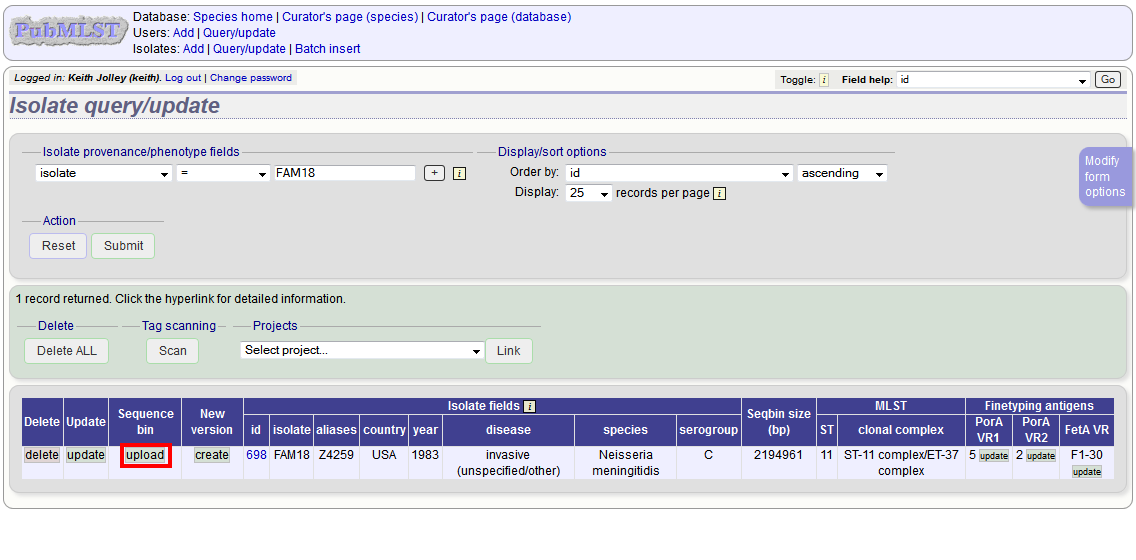 PubMLST
Database: Species home | Curator's page (species) | Curator's page (database)
Users: Add | Query/update
Isolates: Add | Query/update | Batch insert
Logged in: Keith Jolley (keith). Log out | Change password
Toggle: i Field help: id Go
Isolate query/update
Isolate provenance/phenotype fields
isolate = FAM18 + i
Display/sort options
Order by: id ascending
Display: 25 records per page i
Modify
form
options
Action
Reset Submit
1 record returned. Click the hyperlink for detailed information.
Delete Tag scanning Projects
Delete ALL Scan Select project... Link
Delete Update Sequence bin New version Isolate fields i Seqbin size (bp) MLST Finetyping antigens
id isolate aliases country year disease species serogroup ST clonal complex PorA VR1 PorA VR2 FetA VR
delete update upload create 698 FAM18 Z4259 USA 1983 invasive (unspecified/other) Neisseria meningitidis C 2194961 11 ST-11 complex/ET-37 complex 5 update 2 update F1-30 update